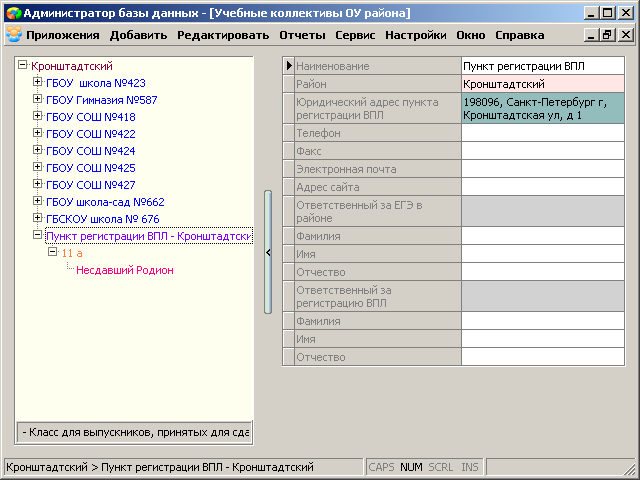 Администратор базы данных - [Учебные коллективы ОУ района]
Приложения Добавить Редактировать Отчеты Сервис Настройки Окно Справка
Кронштадтский
ГБОУ школа №423
ГБОУ Гимназия №587
ГБОУ СОШ №418
ГБОУ СОШ №422
ГБОУ СОШ №424
ГБОУ СОШ №425
ГБОУ СОШ №427
ГБОУ школа-сад №662
ГБСКОУ школа № 676
Пункт регистрации ВПЛ - Кронштадтски
11 а
Несдавший Родион
- Класс для выпускников, принятых для сда
Наименование Пункт регистрации ВПЛ
Район Кронштадтский
Юридический адрес пункта 198096, Санкт-Петербург г,
регистрации ВПЛ Кронштадтская ул, д 1
Телефон
Факс
Электронная почта
Адрес сайта
Ответственный за ЕГЭ в
районе
Фамилия
Имя
Отчество
Ответственный за
регистрацию ВПЛ
Фамилия
Имя
Отчество
Кронштадтский > Пункт регистрации ВПЛ - Кронштадтский CAPS NUM SCRL INS